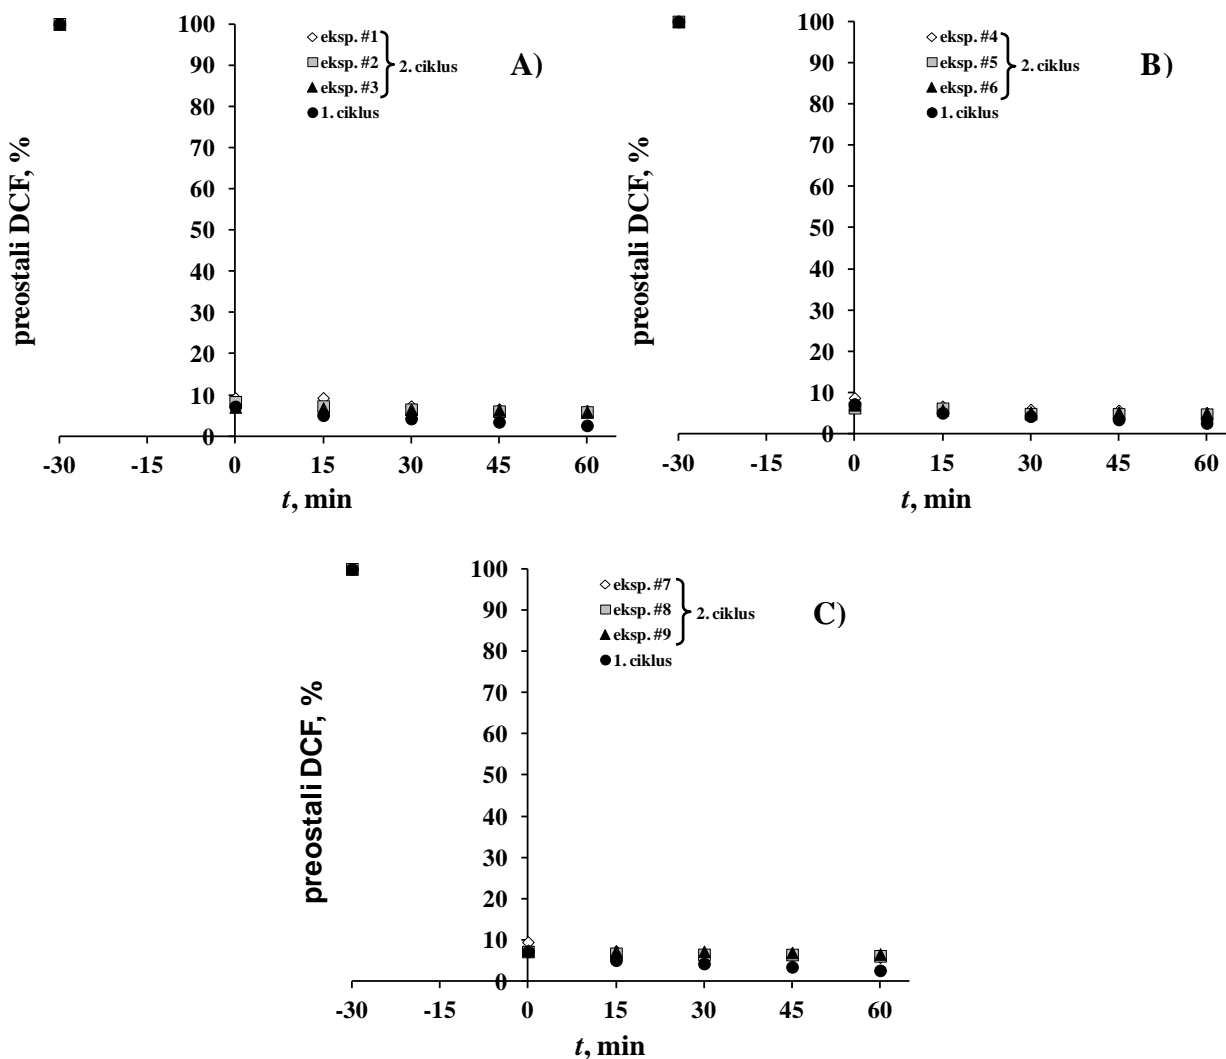 A)
preostali DCF, %
100
90
80
70
60
50
40
30
20
10
0
eksp. #1
eksp. #2
eksp. #3
1. ciklus
2. ciklus
-30 -15 0 15 30 45 60
t, min
B)
preostali DCF, %
100
90
80
70
60
50
40
30
20
10
0
eksp. #4
eksp. #5
eksp. #6
1. ciklus
2. ciklus
-30 -15 0 15 30 45 60
t, min
C)
preostali DCF, %
100
90
80
70
60
50
40
30
20
10
0
eksp. #7
eksp. #8
eksp. #9
1. ciklus
2. ciklus
-30 -15 0 15 30 45 60
t, min